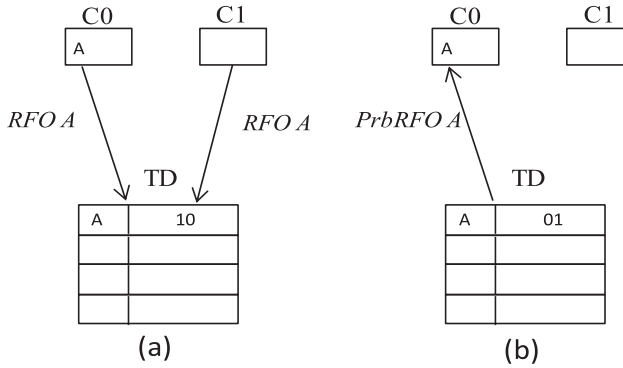 C0 C1
A
RFO A RFO A
TD
A 10
(a)
C0 C1
A
PrbRFO A
TD
A 01
(b)